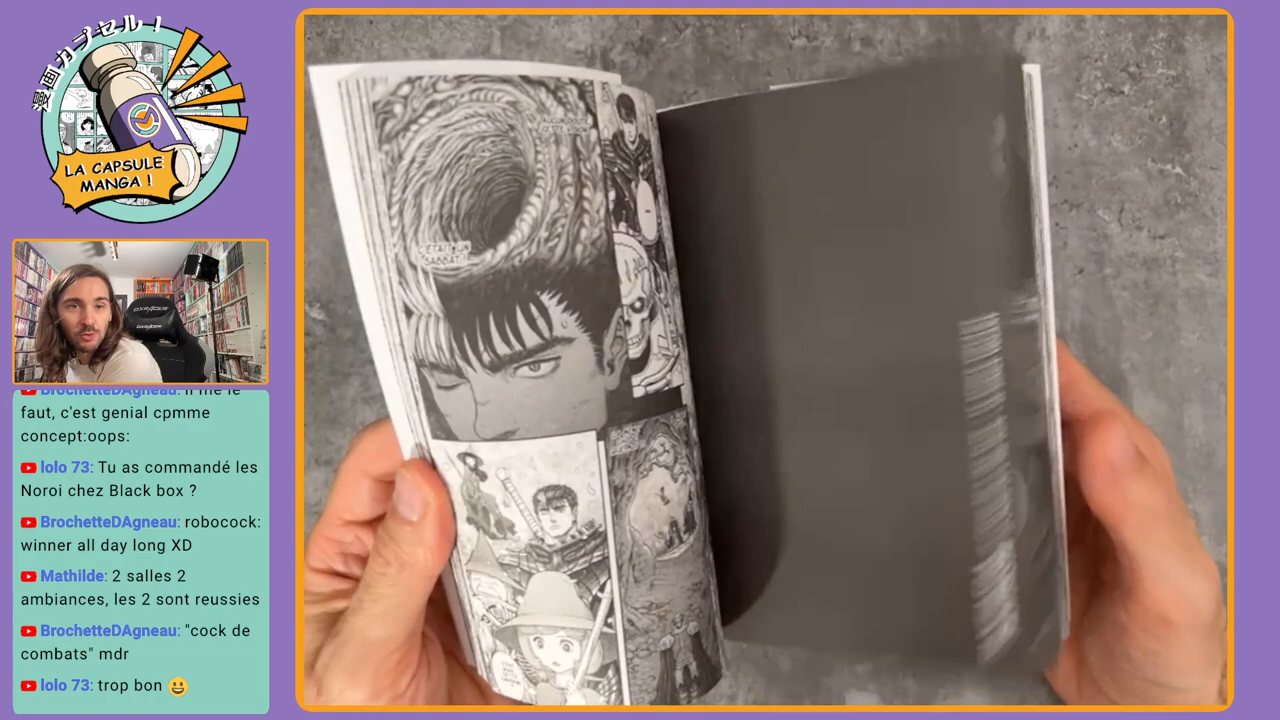 漫画カプセル！
LA CAPSULE
MANGA !
BrochetteDAgneau: il me le
faut, c'est genial cpmme
concept:oops:
lolo 73: Tu as commandé les
Noroi chez Black box ?
BrochetteDAgneau: robocock:
winner all day long XD
Mathilde: 2 salles 2
ambiances, les 2 sont reussies
BrochetteDAgneau: "cock de
combats" mdr
lolo 73: trop bon 😀
C'ÉTAIT UN
SABBAT !